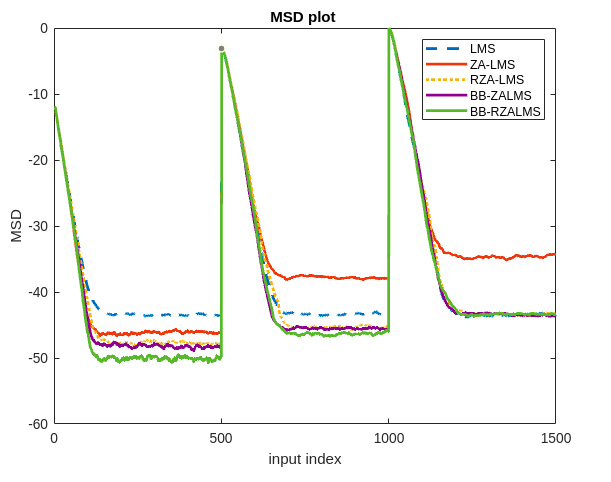 MSD plot
0
-10
-20
-30
-40
-50
-60
MSD
0
500
1000
1500
input index
LMS
ZA-LMS
RZA-LMS
BB-ZALMS
BB-RZALMS